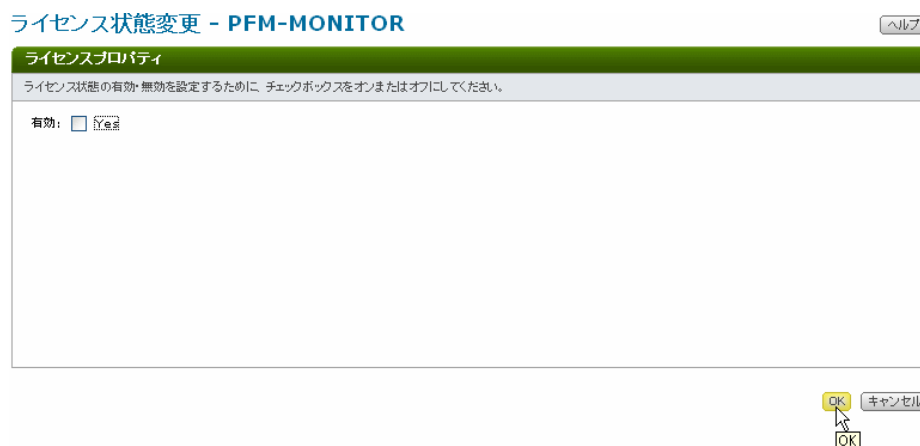 ライセンス状態変更 - PFM-MONITOR
ヘルプ
ライセンスプロパティ
ライセンス状態の有効・無効を設定するために、チェックボックスをオンまたはオフにしてください。
有効: Yes
OK キャンセル
OK